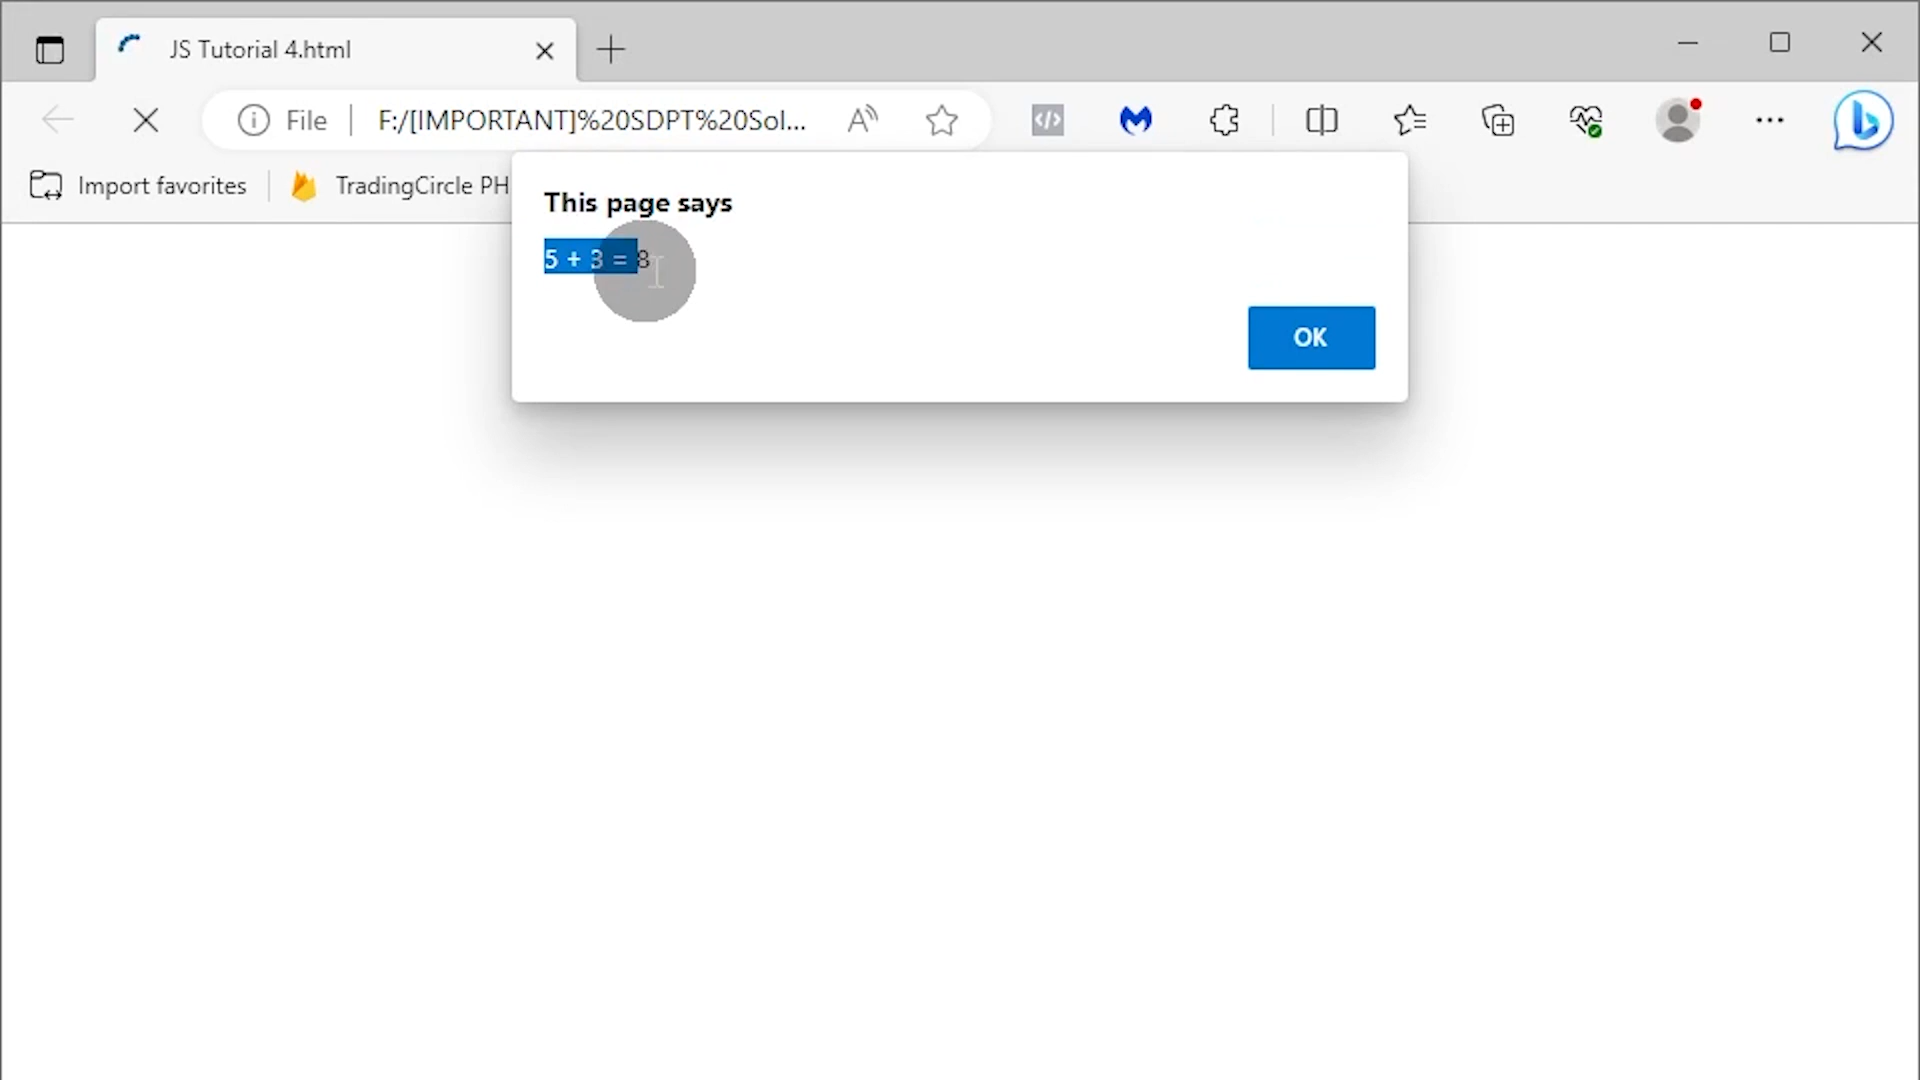 JS Tutorial 4.html
File
F:/[IMPORTANT]%20SDPT%20Sol...
Import favorites
TradingCircle PH
This page says
5 + 3 = 8
OK